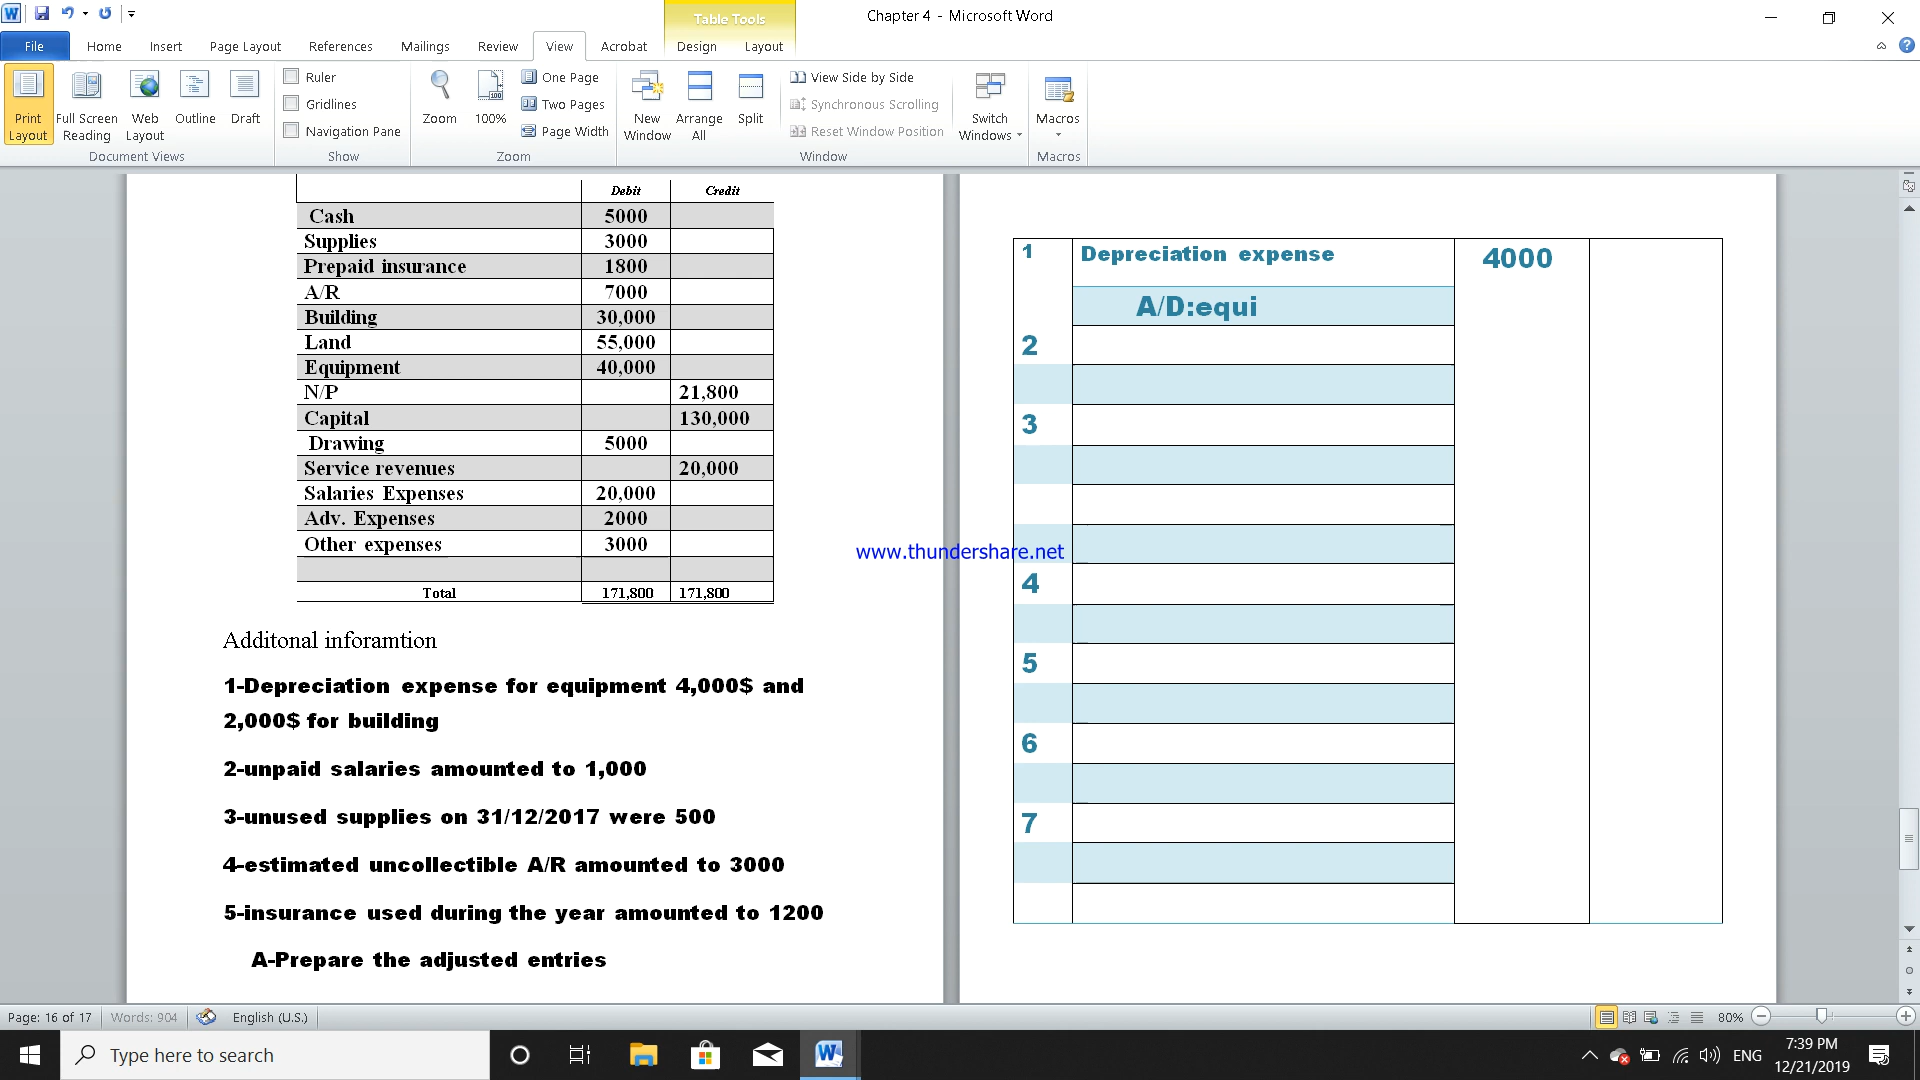 Chapter 4 - Microsoft Word
Table Tools
File Home Insert Page Layout References Mailings Review View Acrobat Design Layout
Print Layout
Full Screen Reading
Web Layout
Outline
Draft
Document Views
Ruler
Gridlines
Navigation Pane
Show
Zoom
100
100%
One Page
Two Pages
Page Width
Zoom
New Window
Arrange All
Split
View Side by Side
Synchronous Scrolling
Reset Window Position
Window
Switch Windows
Macros
Macros
Debit Credit
Cash 5000
Supplies 3000
Prepaid insurance 1800
A/R 7000
Building 30,000
Land 55,000
Equipment 40,000
N/P 21,800
Capital 130,000
Drawing 5000
Service revenues 20,000
Salaries Expenses 20,000
Adv. Expenses 2000
Other expenses 3000
Total 171,800 171,800
Additonal inforamtion
1-Depreciation expense for equipment 4,000$ and
2,000$ for building
2-unpaid salaries amounted to 1,000
3-unused supplies on 31/12/2017 were 500
4-estimated uncollectible A/R amounted to 3000
5-insurance used during the year amounted to 1200
A-Prepare the adjusted entries
www.thundershare.net
1 Depreciation expense 4000
A/D:equi
2
3
4
5
6
7
Page: 16 of 17 Words: 904 English (U.S.) 80%
Type here to search
ENG
7:39 PM
12/21/2019